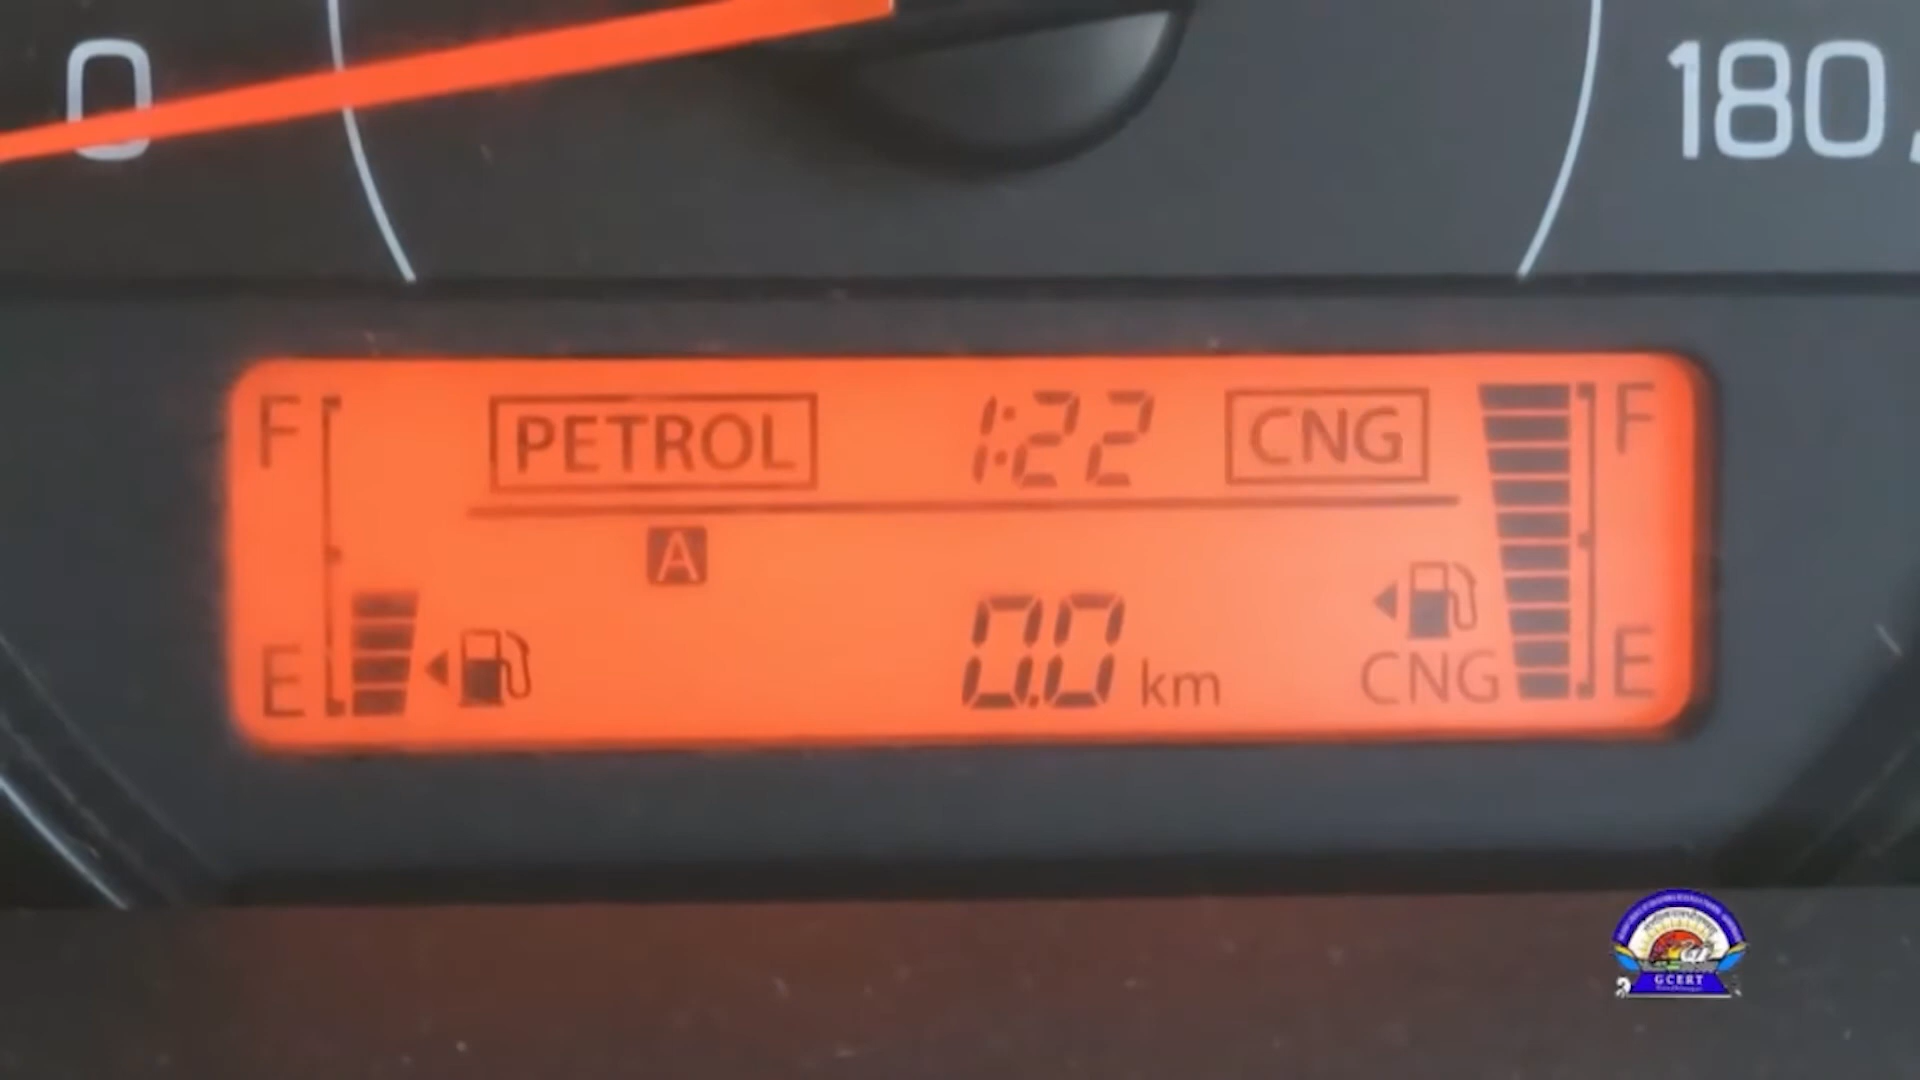 0 180
F PETROL 1:22 CNG F
A
E 0.0 km CNG E
GCERT